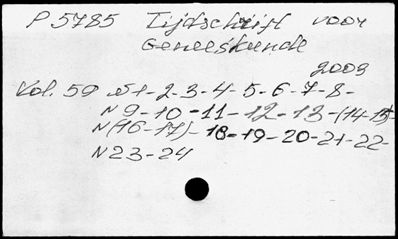 P 5785 Tijdschrift voor
Geneeskunde
2003
Vol. 59 N 1-2-3-4-5-6-7-8-
N 9-10-11-12-13-(14-15)-
N(16-17)-18-19-20-21-22-
N 23-24